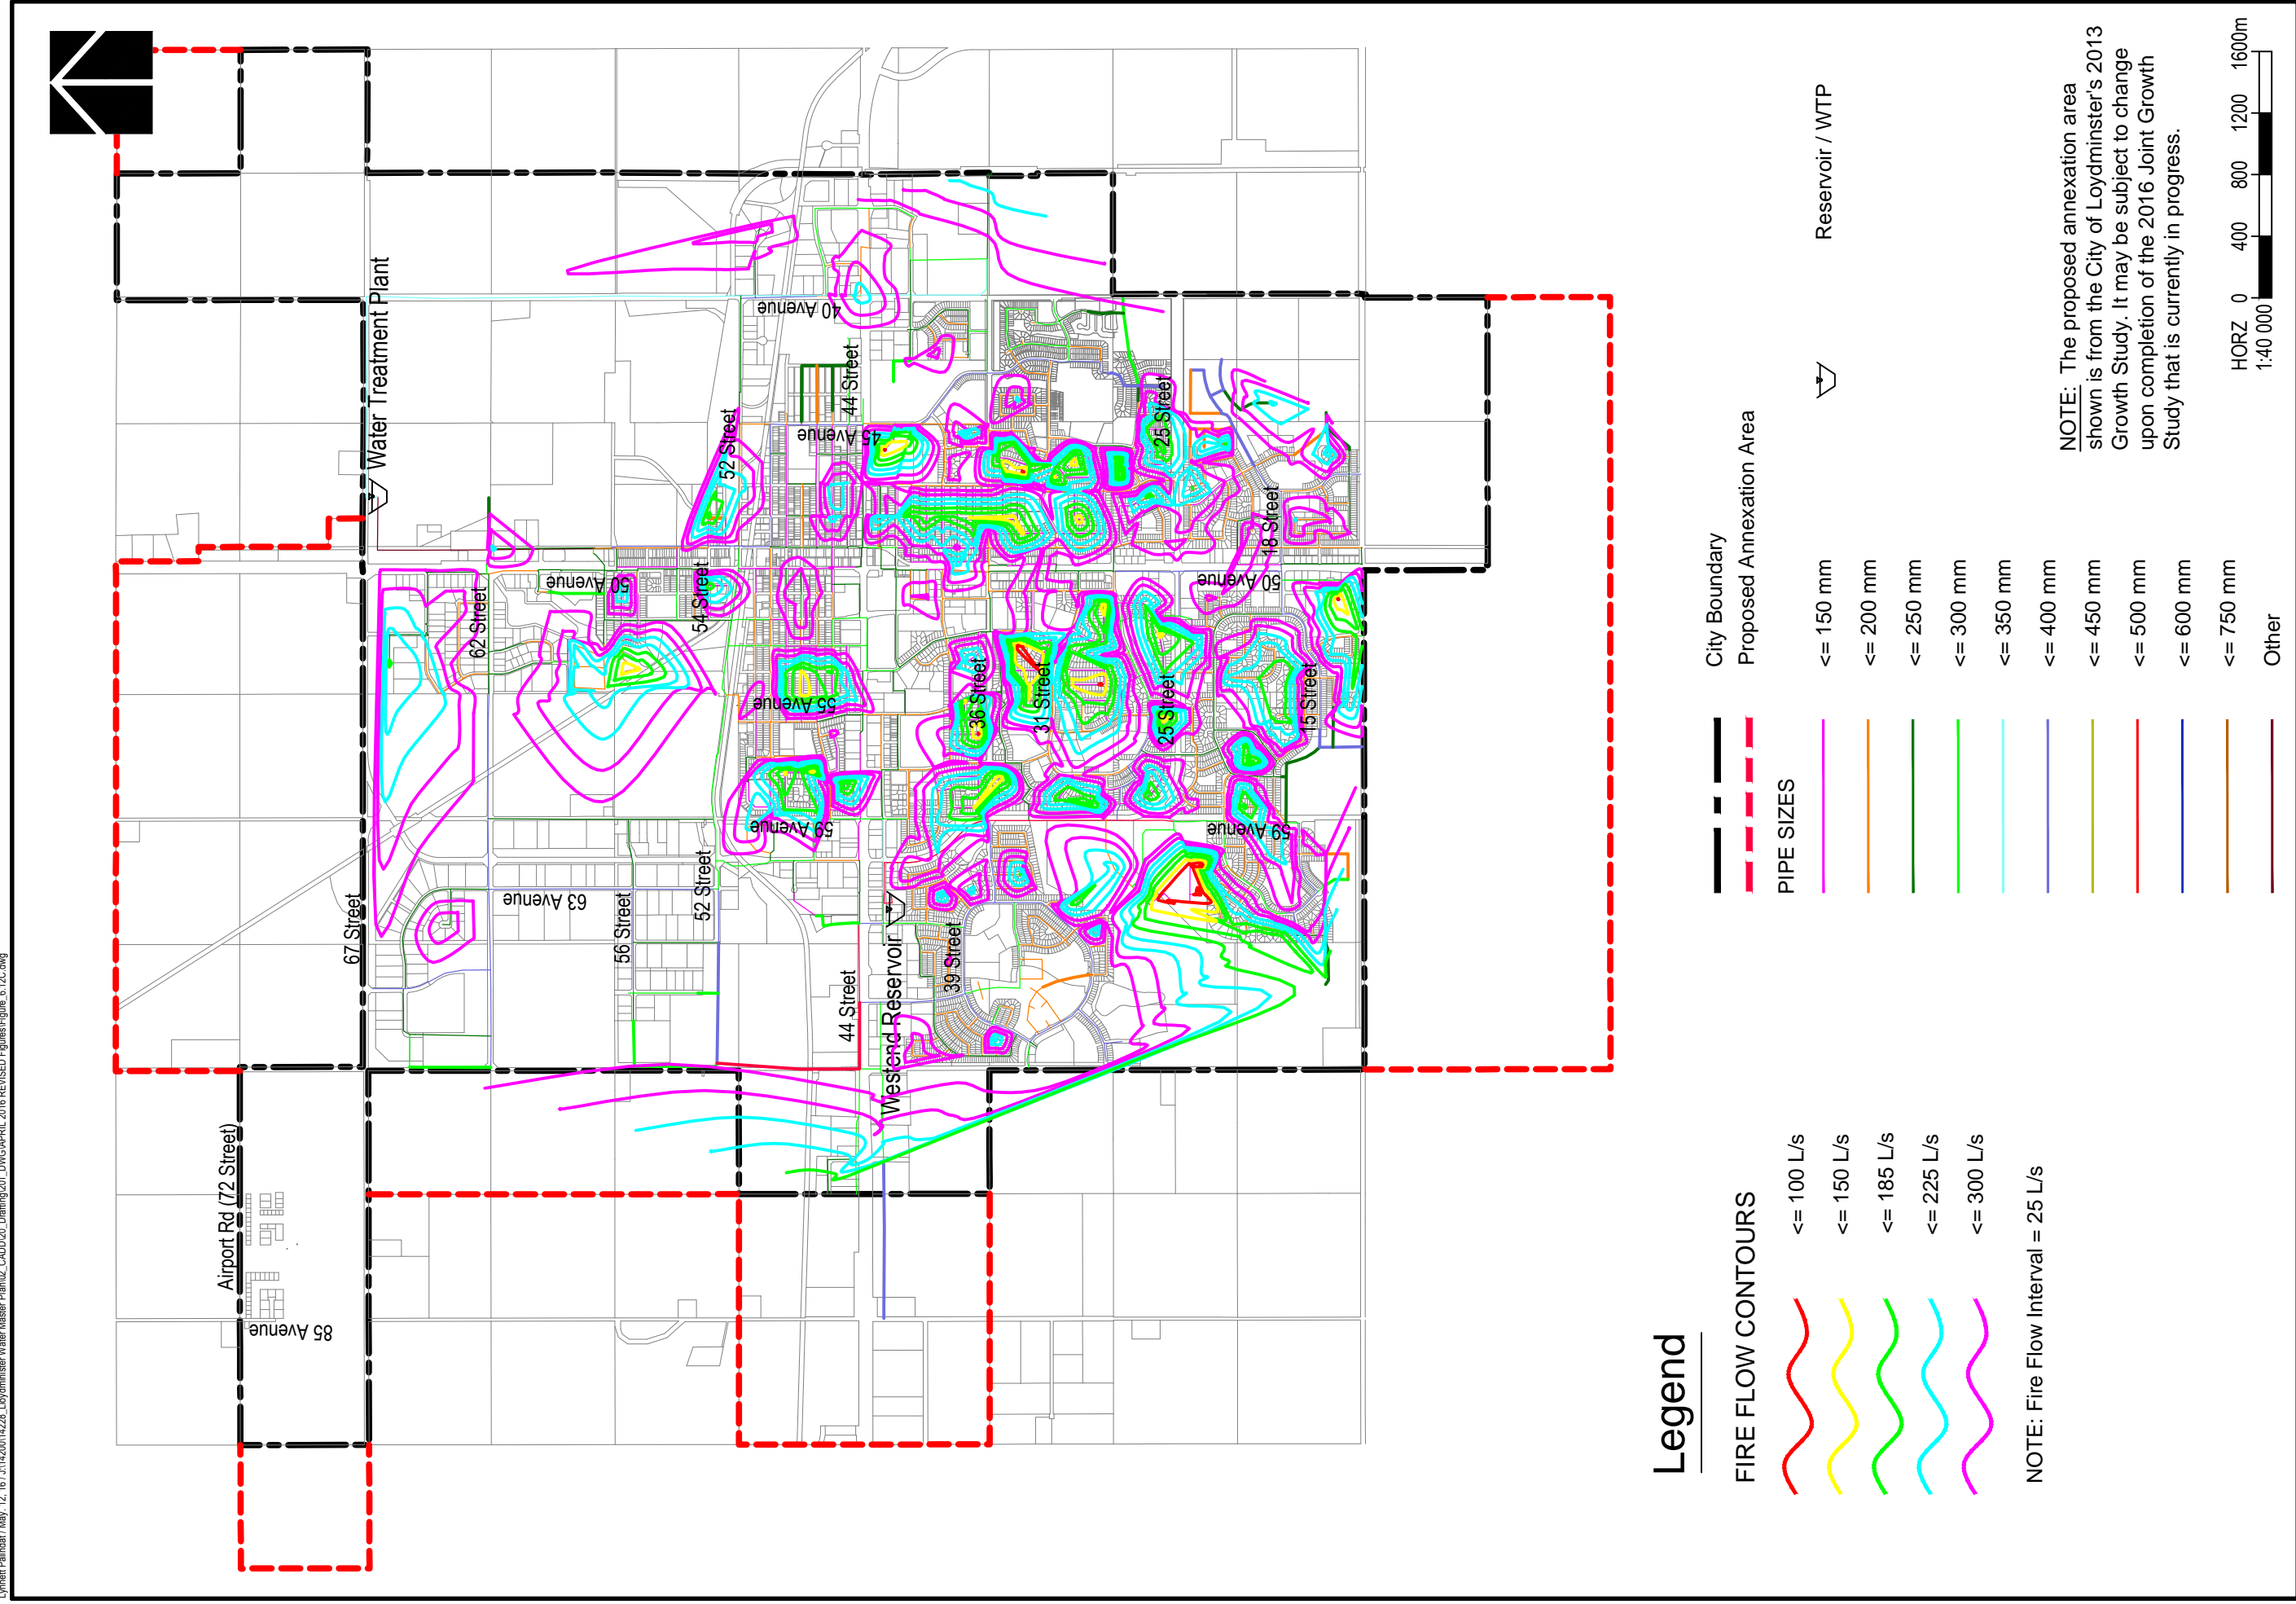 Airport Rd (72 Street)
85 Avenue
67 Street
Water Treatment Plant
62 Street
63 Avenue
50 Avenue
56 Street
54 Street
52 Street
52 Street
40 Avenue
45 Avenue
55 Avenue
59 Avenue
44 Street
44 Street
Westend Reservoir
39 Street
36 Street
31 Street
25 Street
25 Street
59 Avenue
50 Avenue
18 Street
15 Street
Legend
FIRE FLOW CONTOURS
<= 100 L/s
<= 150 L/s
<= 185 L/s
<= 225 L/s
<= 300 L/s
NOTE: Fire Flow Interval = 25 L/s
City Boundary
Proposed Annexation Area
PIPE SIZES
<= 150 mm
<= 200 mm
<= 250 mm
<= 300 mm
<= 350 mm
<= 400 mm
<= 450 mm
<= 500 mm
<= 600 mm
<= 750 mm
Other
Reservoir / WTP
NOTE: The proposed annexation area
shown is from the City of Loydminster's 2013
Growth Study. It may be subject to change
upon completion of the 2016 Joint Growth
Study that is currently in progress.
HORZ 0 400 800 1200 1600m
1:40 000